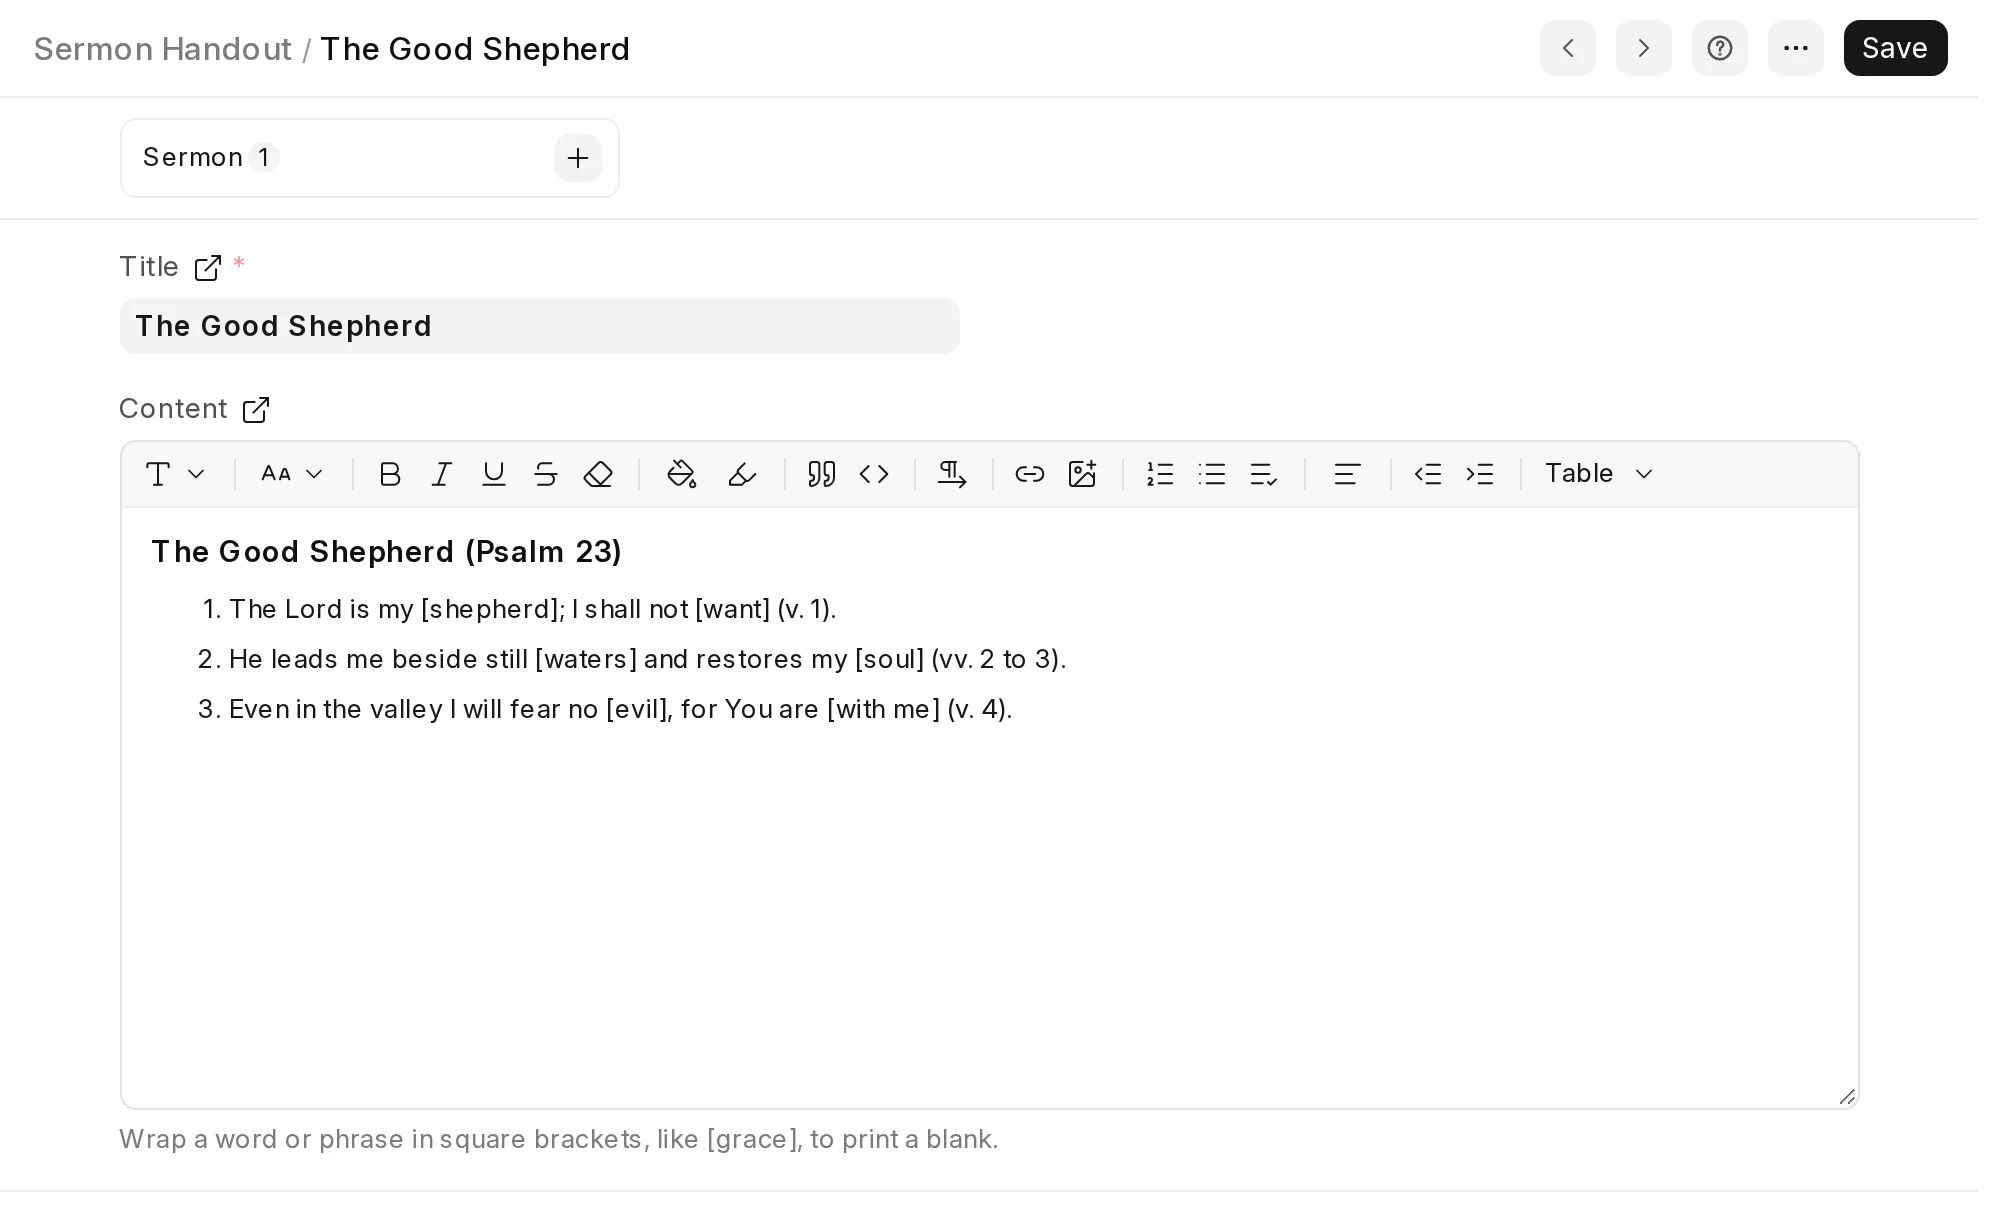 Sermon Handout / The Good Shepherd
Save
Sermon 1
Title *
The Good Shepherd
Content
Table
The Good Shepherd (Psalm 23)
1. The Lord is my [shepherd]; I shall not [want] (v. 1).
2. He leads me beside still [waters] and restores my [soul] (vv. 2 to 3).
3. Even in the valley I will fear no [evil], for You are [with me] (v. 4).
Wrap a word or phrase in square brackets, like [grace], to print a blank.